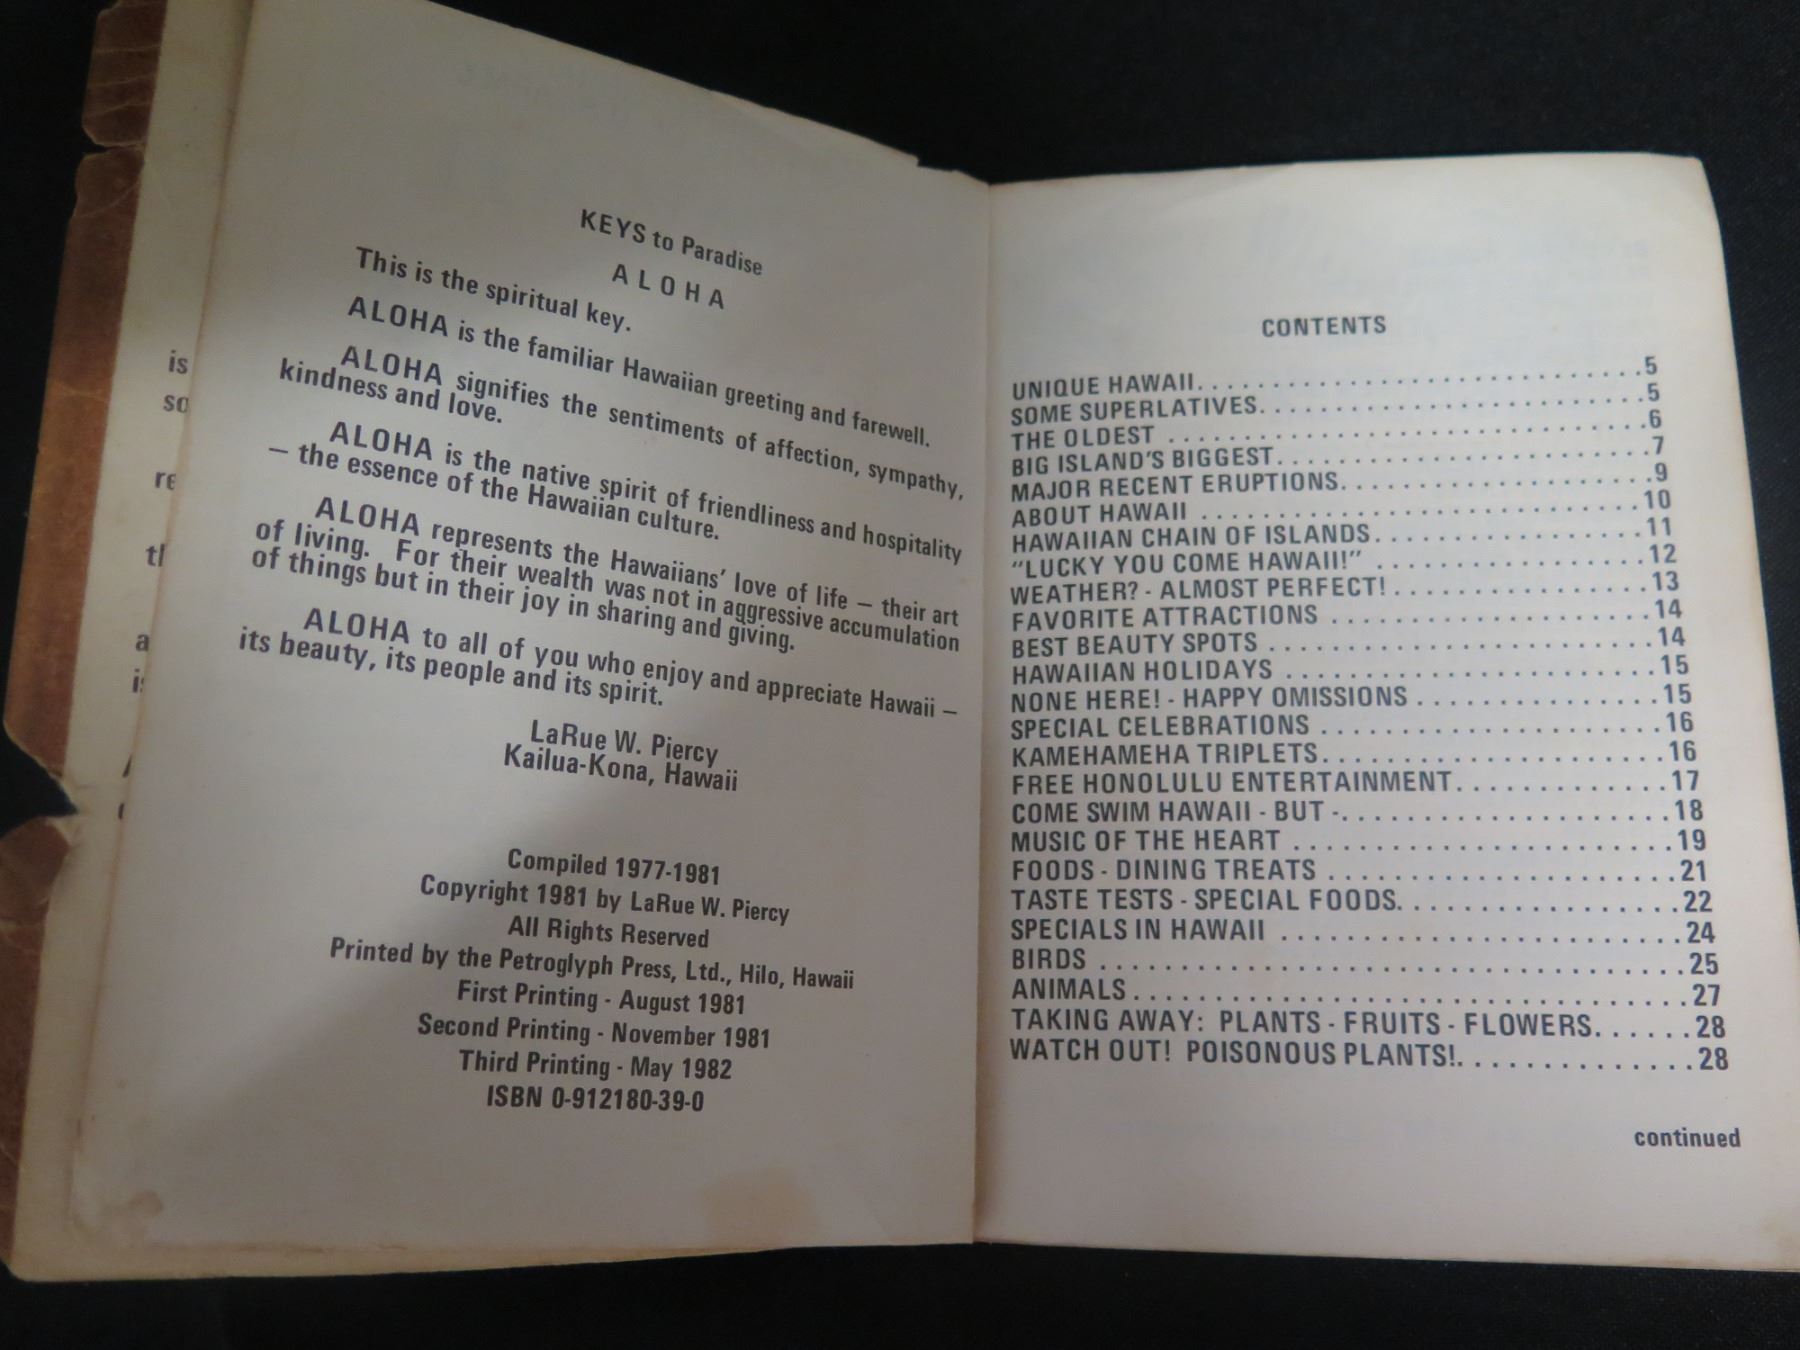 is
so
re
th
a
is
KEYS to Paradise
ALOHA
This is the spiritual key.
ALOHA is the familiar Hawaiian greeting and farewell.
ALOHA signifies the sentiments of affection, sympathy,
kindness and love.
ALOHA is the native spirit of friendliness and hospitality
— the essence of the Hawaiian culture.
ALOHA represents the Hawaiians' love of life — their art
of living. For their wealth was not in aggressive accumulation
of things but in their joy in sharing and giving.
ALOHA to all of you who enjoy and appreciate Hawaii —
its beauty, its people and its spirit.
LaRue W. Piercy
Kailua-Kona, Hawaii
Compiled 1977-1981
Copyright 1981 by LaRue W. Piercy
All Rights Reserved
Printed by the Petroglyph Press, Ltd., Hilo, Hawaii
First Printing - August 1981
Second Printing - November 1981
Third Printing - May 1982
ISBN 0-912180-39-0
CONTENTS
UNIQUE HAWAII. . . . . . . . . . . . . . . . . . . . 5
SOME SUPERLATIVES. . . . . . . . . . . . . . . . . . . . 5
THE OLDEST . . . . . . . . . . . . . . . . . . . . 6
BIG ISLAND'S BIGGEST. . . . . . . . . . . . . . . . . . . . 7
MAJOR RECENT ERUPTIONS. . . . . . . . . . . . . . . . . . . . 9
ABOUT HAWAII . . . . . . . . . . . . . . . . . . . . 10
HAWAIIAN CHAIN OF ISLANDS. . . . . . . . . . . . . . . . . . 11
"LUCKY YOU COME HAWAII!" . . . . . . . . . . . . . . . . . . 12
WEATHER? - ALMOST PERFECT! . . . . . . . . . . . . . . . . . 13
FAVORITE ATTRACTIONS . . . . . . . . . . . . . . . . . . . . 14
BEST BEAUTY SPOTS . . . . . . . . . . . . . . . . . . . . 14
HAWAIIAN HOLIDAYS . . . . . . . . . . . . . . . . . . . . 15
NONE HERE! - HAPPY OMISSIONS . . . . . . . . . . . . . . . . 15
SPECIAL CELEBRATIONS . . . . . . . . . . . . . . . . . . . . 16
KAMEHAMEHA TRIPLETS. . . . . . . . . . . . . . . . . . . . 16
FREE HONOLULU ENTERTAINMENT. . . . . . . . . . . . . 17
COME SWIM HAWAII - BUT -. . . . . . . . . . . . . . . . . . . 18
MUSIC OF THE HEART . . . . . . . . . . . . . . . . . . . . 19
FOODS - DINING TREATS . . . . . . . . . . . . . . . . . . . . 21
TASTE TESTS - SPECIAL FOODS. . . . . . . . . . . . . . . . 22
SPECIALS IN HAWAII . . . . . . . . . . . . . . . . . . . . 24
BIRDS . . . . . . . . . . . . . . . . . . . . 25
ANIMALS. . . . . . . . . . . . . . . . . . . . 27
TAKING AWAY: PLANTS - FRUITS - FLOWERS. . . . . . 28
WATCH OUT! POISONOUS PLANTS!. . . . . . . . . . . . . . 28
continued